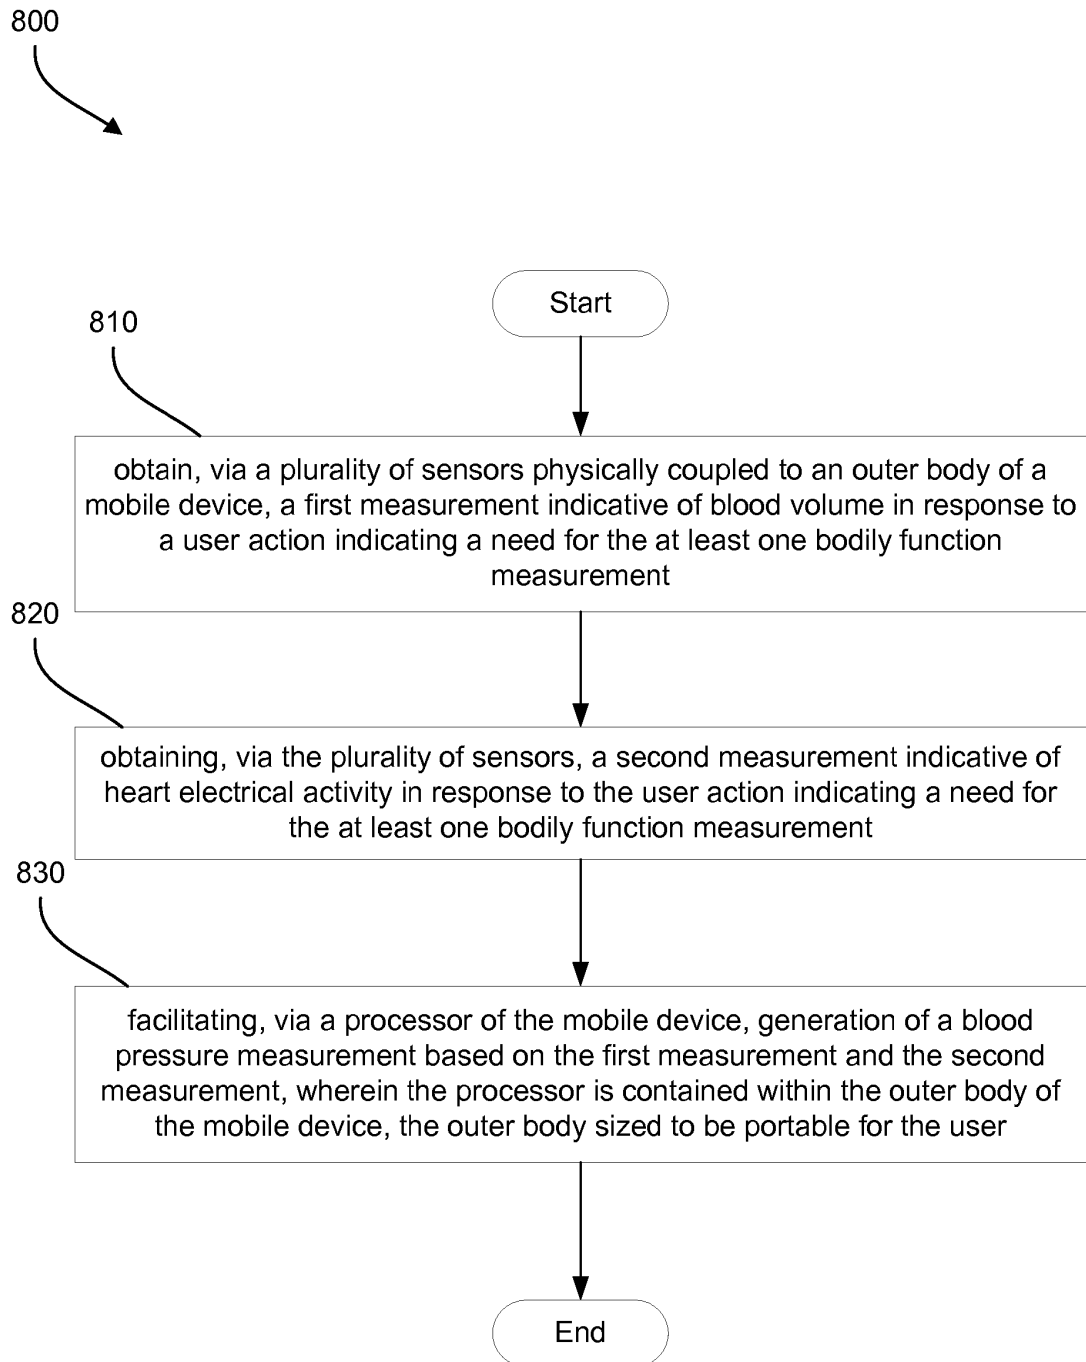 800
Start
810
obtain, via a plurality of sensors physically coupled to an outer body of a
mobile device, a first measurement indicative of blood volume in response to
a user action indicating a need for the at least one bodily function
measurement
820
obtaining, via the plurality of sensors, a second measurement indicative of
heart electrical activity in response to the user action indicating a need for
the at least one bodily function measurement
830
facilitating, via a processor of the mobile device, generation of a blood
pressure measurement based on the first measurement and the second
measurement, wherein the processor is contained within the outer body of
the mobile device, the outer body sized to be portable for the user
End